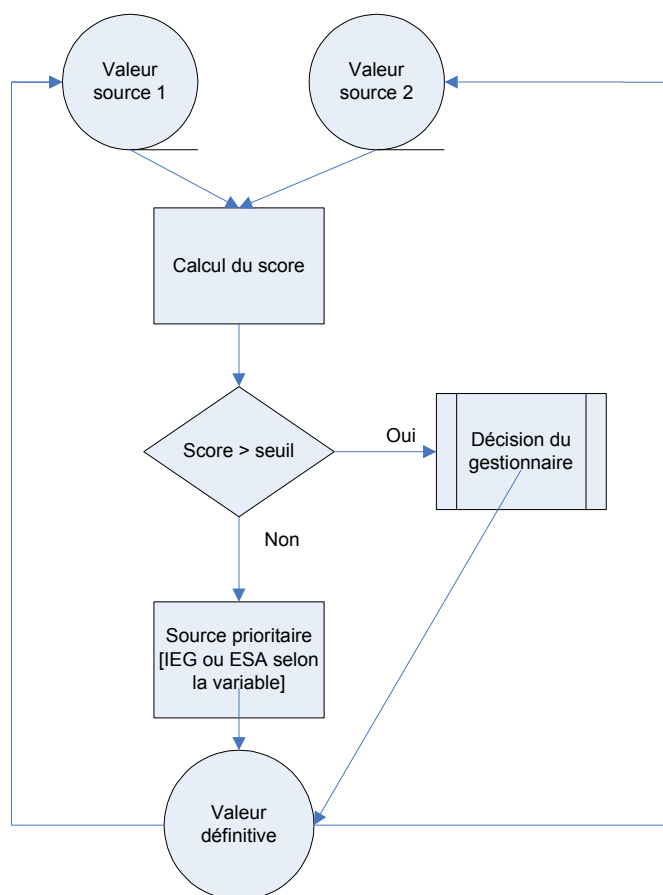 Valeur
source 1
Valeur
source 2
Calcul du score
Score > seuil
Oui
Décision du
gestionnaire
Non
Source prioritaire
[IEG ou ESA selon
la variable]
Valeur
définitive